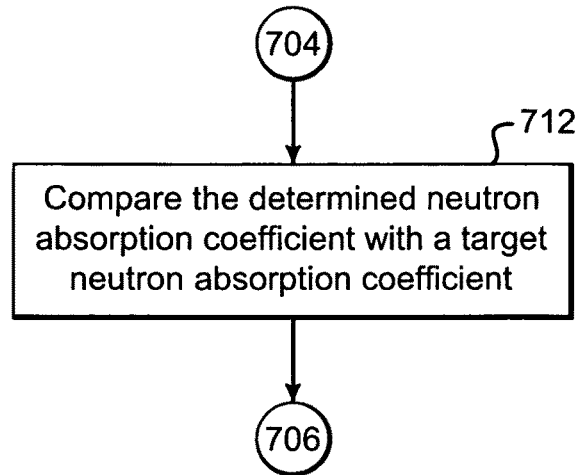 704
712
Compare the determined neutron
absorption coefficient with a target
neutron absorption coefficient
706